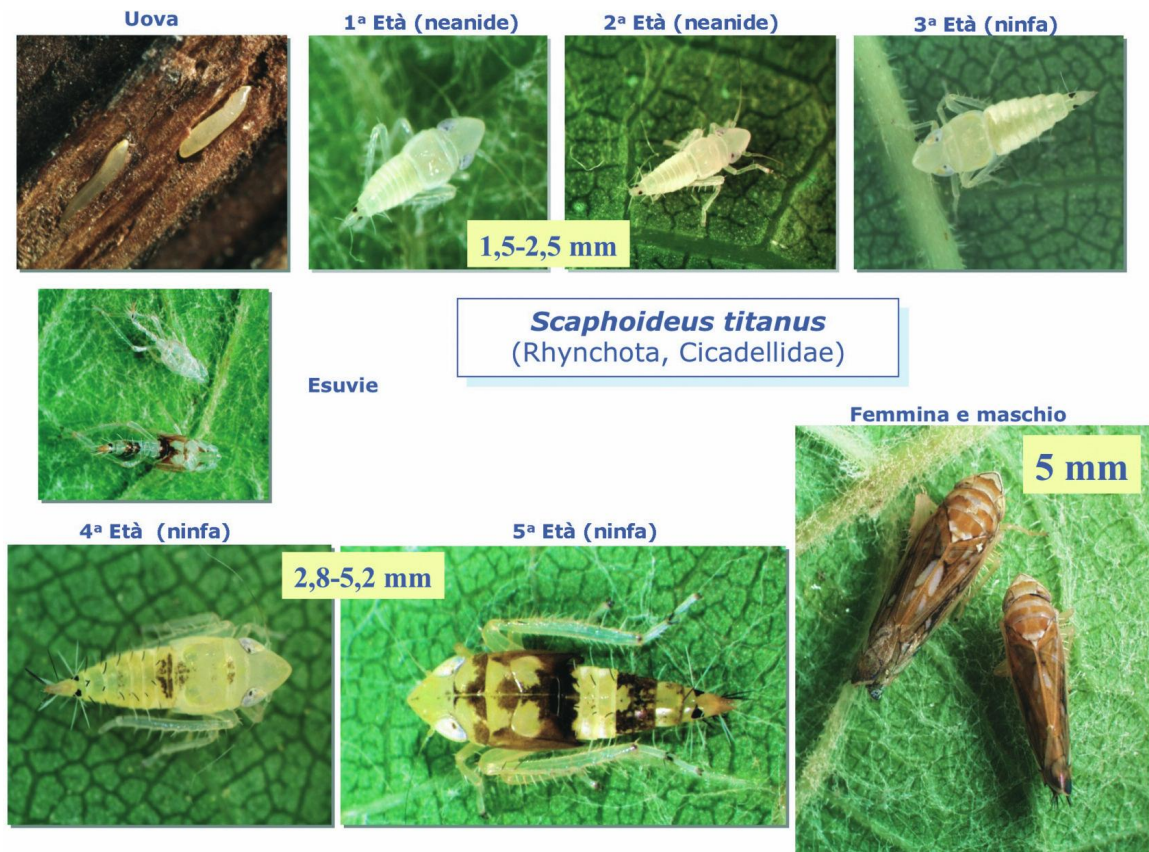 Uova
1ª Età (neanide)
2ª Età (neanide)
3ª Età (ninfa)
1,5-2,5 mm
Scaphoideus titanus
(Rhynchota, Cicadellidae)
Esuvie
Femmina e maschio
5 mm
4ª Età (ninfa)
5ª Età (ninfa)
2,8-5,2 mm